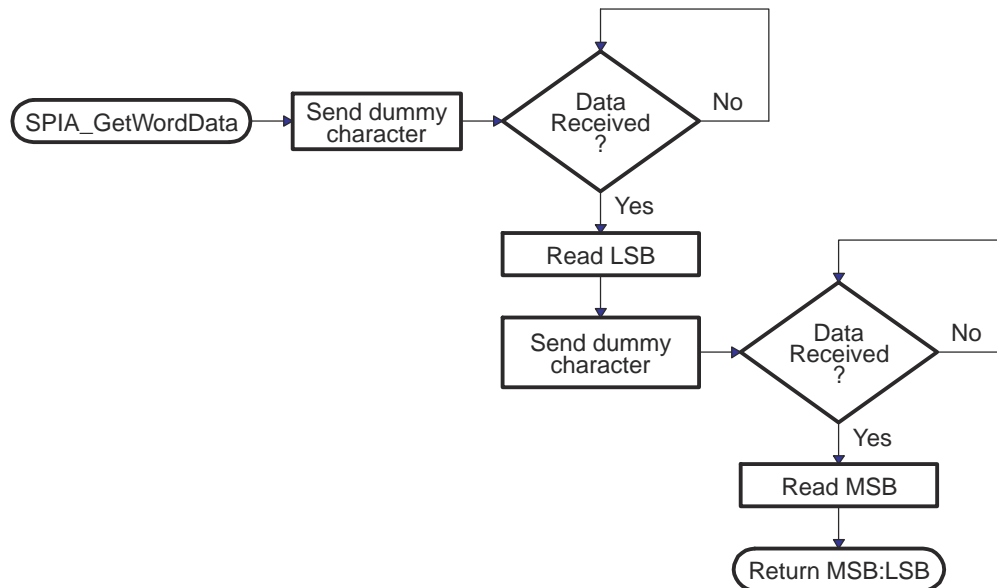 SPIA_GetWordData
Send dummy
character
Data
Received
?
No
Yes
Read LSB
Send dummy
character
Data
Received
?
No
Yes
Read MSB
Return MSB:LSB